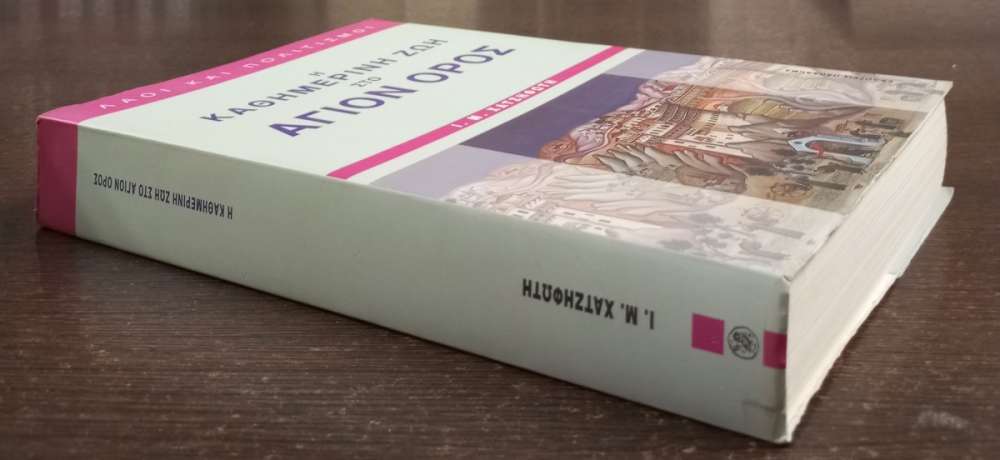 ΛΑΟΙ ΚΑΙ ΠΟΛΙΤΙΣΜΟΙ
Η
ΚΑΘΗΜΕΡΙΝΗ ΖΩΗ
ΣΤΟ
ΑΓΙΟΝ ΟΡΟΣ
Ι. Μ. ΧΑΤΖΗΦΩΤΗ
Η ΚΑΘΗΜΕΡΙΝΗ ΖΩΗ ΣΤΟ ΑΓΙΟΝ ΟΡΟΣ
Ι. Μ. ΧΑΤΖΗΦΩΤΗ